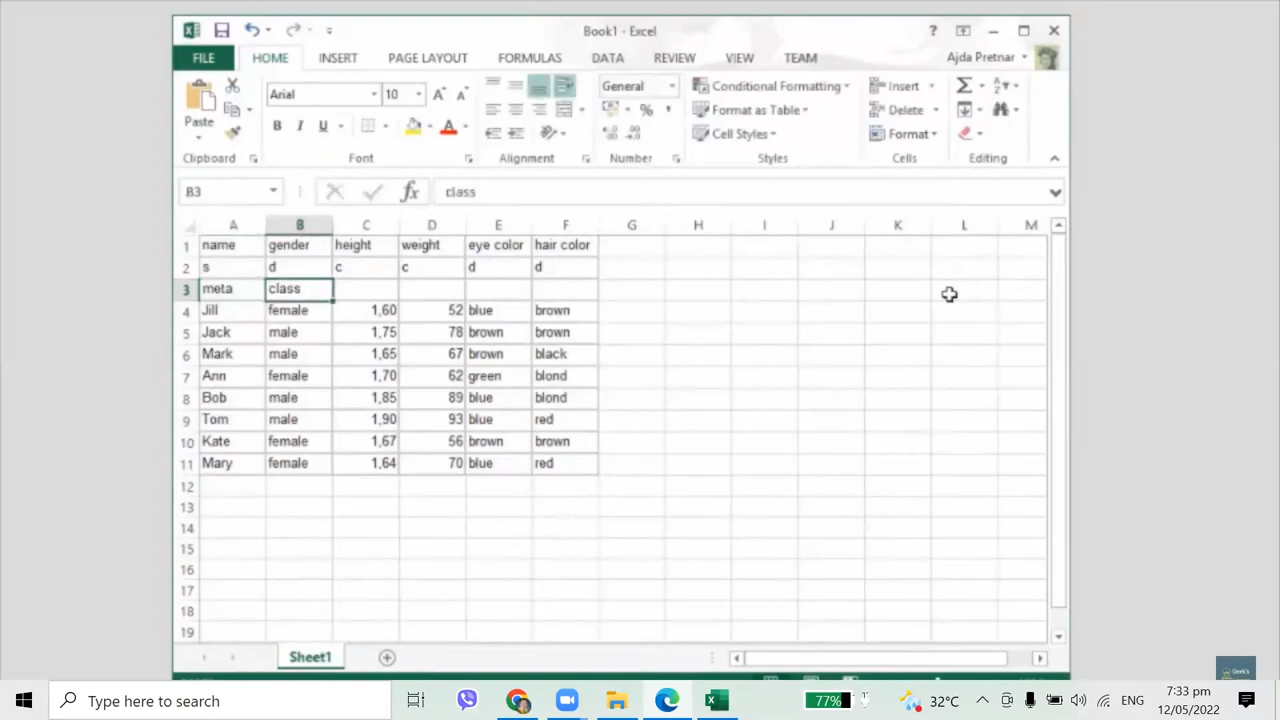 Book1 - Excel
FILE HOME INSERT PAGE LAYOUT FORMULAS DATA REVIEW VIEW TEAM Ajda Pretnar
Arial 10 General Conditional Formatting Insert
Paste Format as Table Delete
B I U % Cell Styles Format
Clipboard Font Alignment Number Styles Cells Editing
B3 fx class
A B C D E F G H I J K L M
1 name gender height weight eye color hair color
2 s d c c d d
3 meta class
4 Jill female 1,60 52 blue brown
5 Jack male 1,75 78 brown brown
6 Mark male 1,65 67 brown black
7 Ann female 1,70 62 green blond
8 Bob male 1,85 89 blue blond
9 Tom male 1,90 93 blue red
10 Kate female 1,67 56 brown brown
11 Mary female 1,64 70 blue red
12
13
14
15
16
17
18
19
Sheet1
Geek's
Type here to search 77% 32°C ENG 7:33 pm
12/05/2022